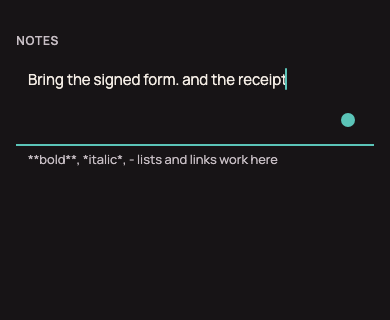 NOTES
Bring the signed form. and the receipt
**bold**, *italic*, - lists and links work here